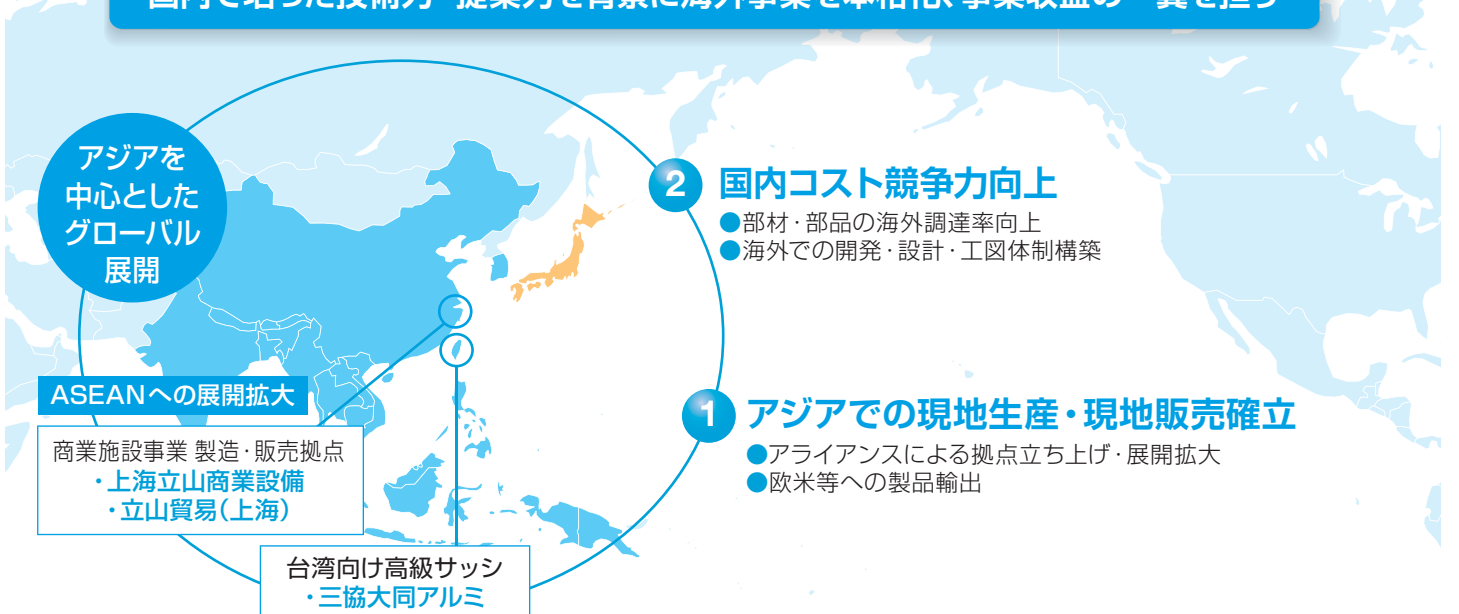 アジアを
中心とした
グローバル
展開
2 国内コスト競争力向上
●部材・部品の海外調達率向上
●海外での開発・設計・工図体制構築
1 アジアでの現地生産・現地販売確立
●アライアンスによる拠点立ち上げ・展開拡大
●欧米等への製品輸出
ASEANへの展開拡大
商業施設事業 製造・販売拠点
・上海立山商業設備
・立山貿易(上海)
台湾向け高級サッシ
・三協大同アルミ